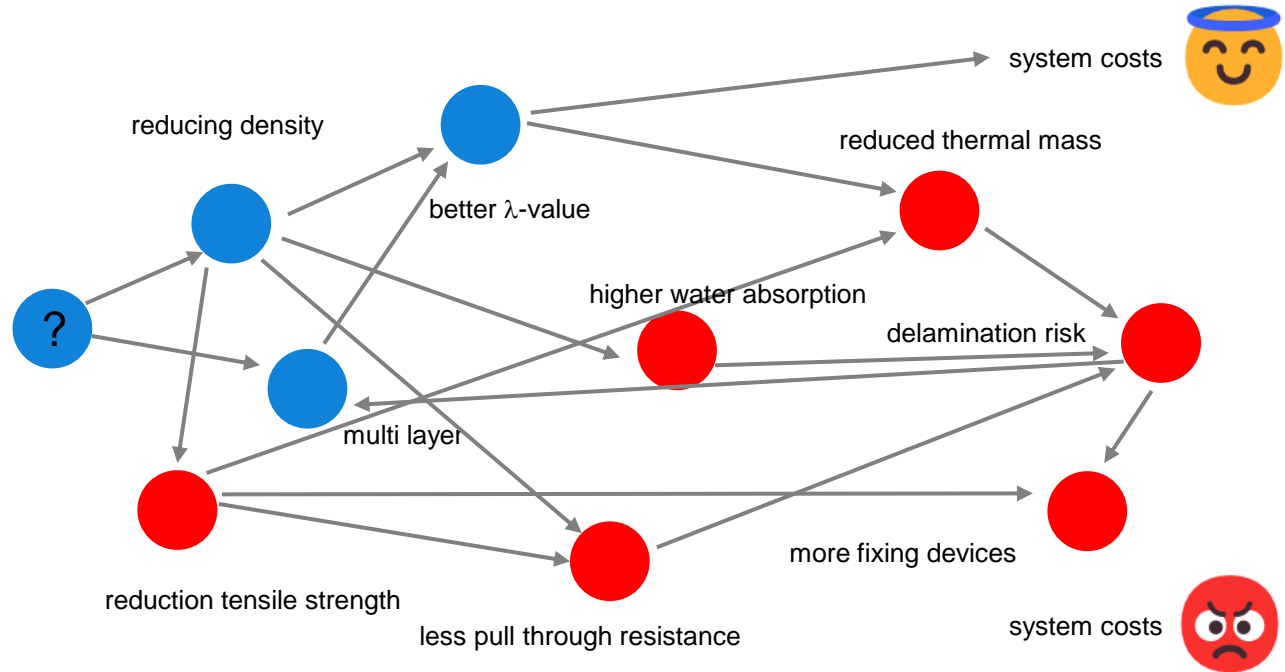 system costs
reducing density
reduced thermal mass
better λ-value
higher water absorption
?
delamination risk
multi layer
more fixing devices
reduction tensile strength
less pull through resistance
system costs